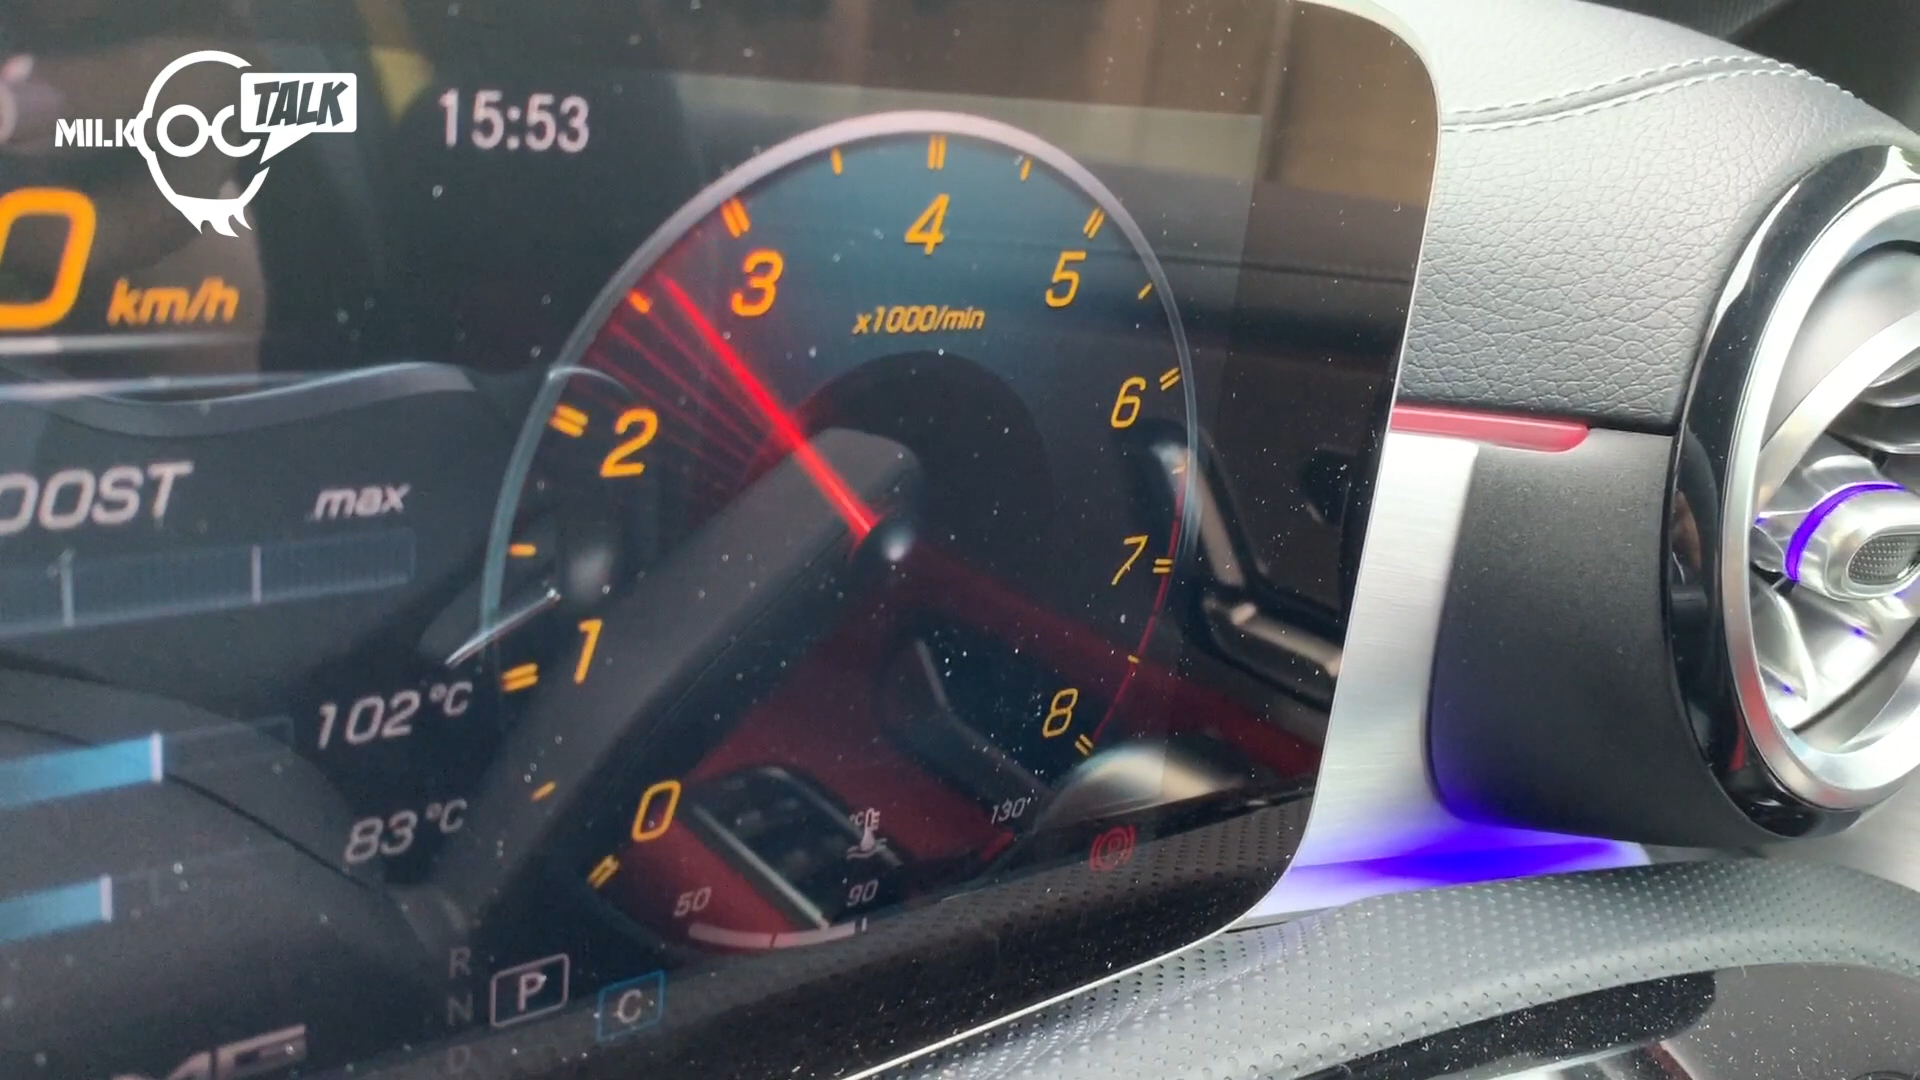 MILK OC TALK
15:53
0 km/h
4
3
5
x1000/min
6
2
OOST max
7
1
102°C
8
0
83°C
130
°C
P
50
90
R
N P C
D